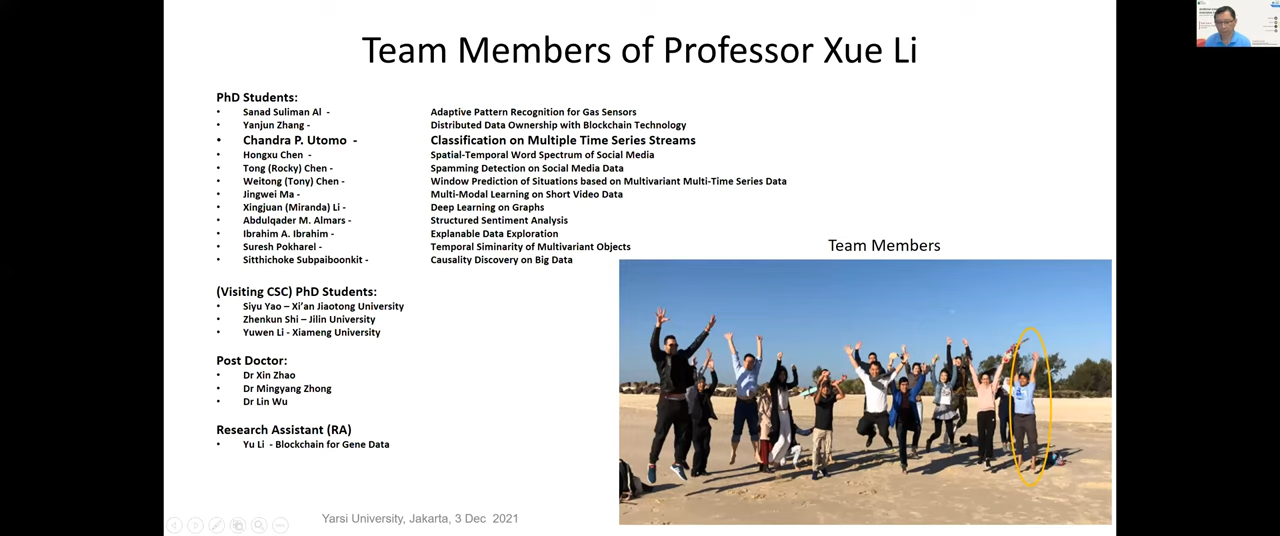 Team Members of Professor Xue Li
PhD Students:
• Sanad Suliman Al - Adaptive Pattern Recognition for Gas Sensors
• Yanjun Zhang - Distributed Data Ownership with Blockchain Technology
• Chandra P. Utomo - Classification on Multiple Time Series Streams
• Hongxu Chen - Spatial-Temporal Word Spectrum of Social Media
• Tong (Rocky) Chen - Spamming Detection on Social Media Data
• Weitong (Tony) Chen - Window Prediction of Situations based on Multivariant Multi-Time Series Data
• Jingwei Ma - Multi-Modal Learning on Short Video Data
• Xingjuan (Miranda) Li - Deep Learning on Graphs
• Abdulqader M. Almars - Structured Sentiment Analysis
• Ibrahim A. Ibrahim - Explanable Data Exploration
• Suresh Pokharel - Temporal Siminarity of Multivariant Objects
• Sitthichoke Subpaiboonkit - Causality Discovery on Big Data
(Visiting CSC) PhD Students:
• Siyu Yao – Xi’an Jiaotong University
• Zhenkun Shi – Jilin University
• Yuwen Li - Xiameng University
Post Doctor:
• Dr Xin Zhao
• Dr Mingyang Zhong
• Dr Lin Wu
Research Assistant (RA)
• Yu Li - Blockchain for Gene Data
Team Members
Yarsi University, Jakarta, 3 Dec 2021